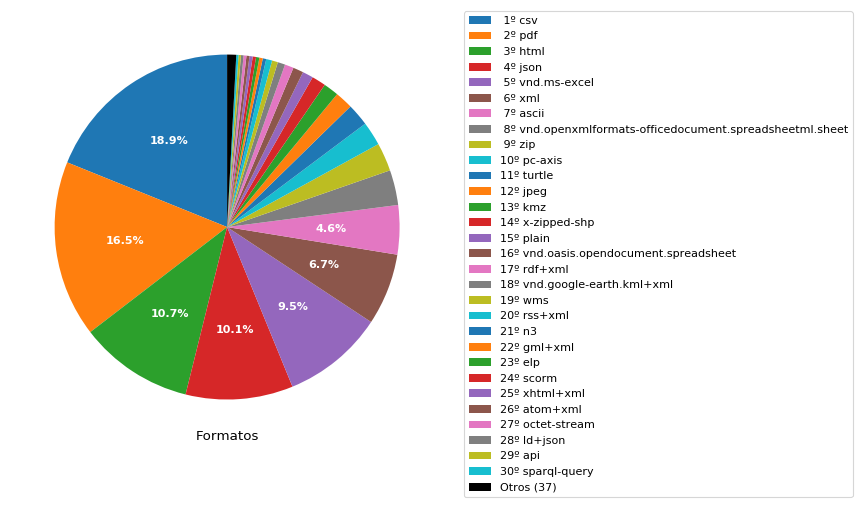 18.9%
16.5%
10.7%
10.1%
9.5%
6.7%
4.6%
Formatos
1º csv
2º pdf
3º html
4º json
5º vnd.ms-excel
6º xml
7º ascii
8º vnd.openxmlformats-officedocument.spreadsheetml.sheet
9º zip
10º pc-axis
11º turtle
12º jpeg
13º kmz
14º x-zipped-shp
15º plain
16º vnd.oasis.opendocument.spreadsheet
17º rdf+xml
18º vnd.google-earth.kml+xml
19º wms
20º rss+xml
21º n3
22º gml+xml
23º elp
24º scorm
25º xhtml+xml
26º atom+xml
27º octet-stream
28º ld+json
29º api
30º sparql-query
Otros (37)